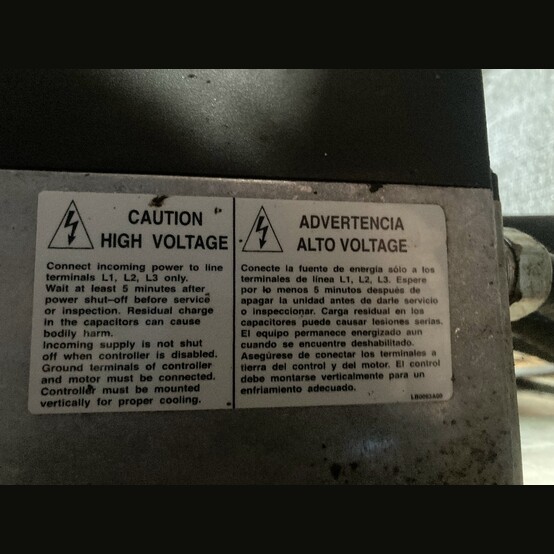 CAUTION
HIGH VOLTAGE
Connect incoming power to line
terminals L1, L2, L3 only.
Wait at least 5 minutes after
power shut-off before service
or inspection. Residual charge
in the capacitors can cause
bodily harm.
Incoming supply is not shut
off when controller is disabled.
Ground terminals of controller
and motor must be connected.
Controller must be mounted
vertically for proper cooling.
ADVERTENCIA
ALTO VOLTAGE
Conecte la fuente de energia sólo a los
terminales de línea L1, L2, L3. Espere
por lo menos 5 minutos después de
apagar la unidad antes de darle servicio
o inspeccionar. Carga residual en los
capacitores puede causar lesiones serias.
El equipo permanece energizado aun
cuando se encuentre deshabilitado.
Asegúrese de conectar los terminales a
tierra del control y del motor. El control
debe montarse verticalmente para un
enfriamiento adecuado.